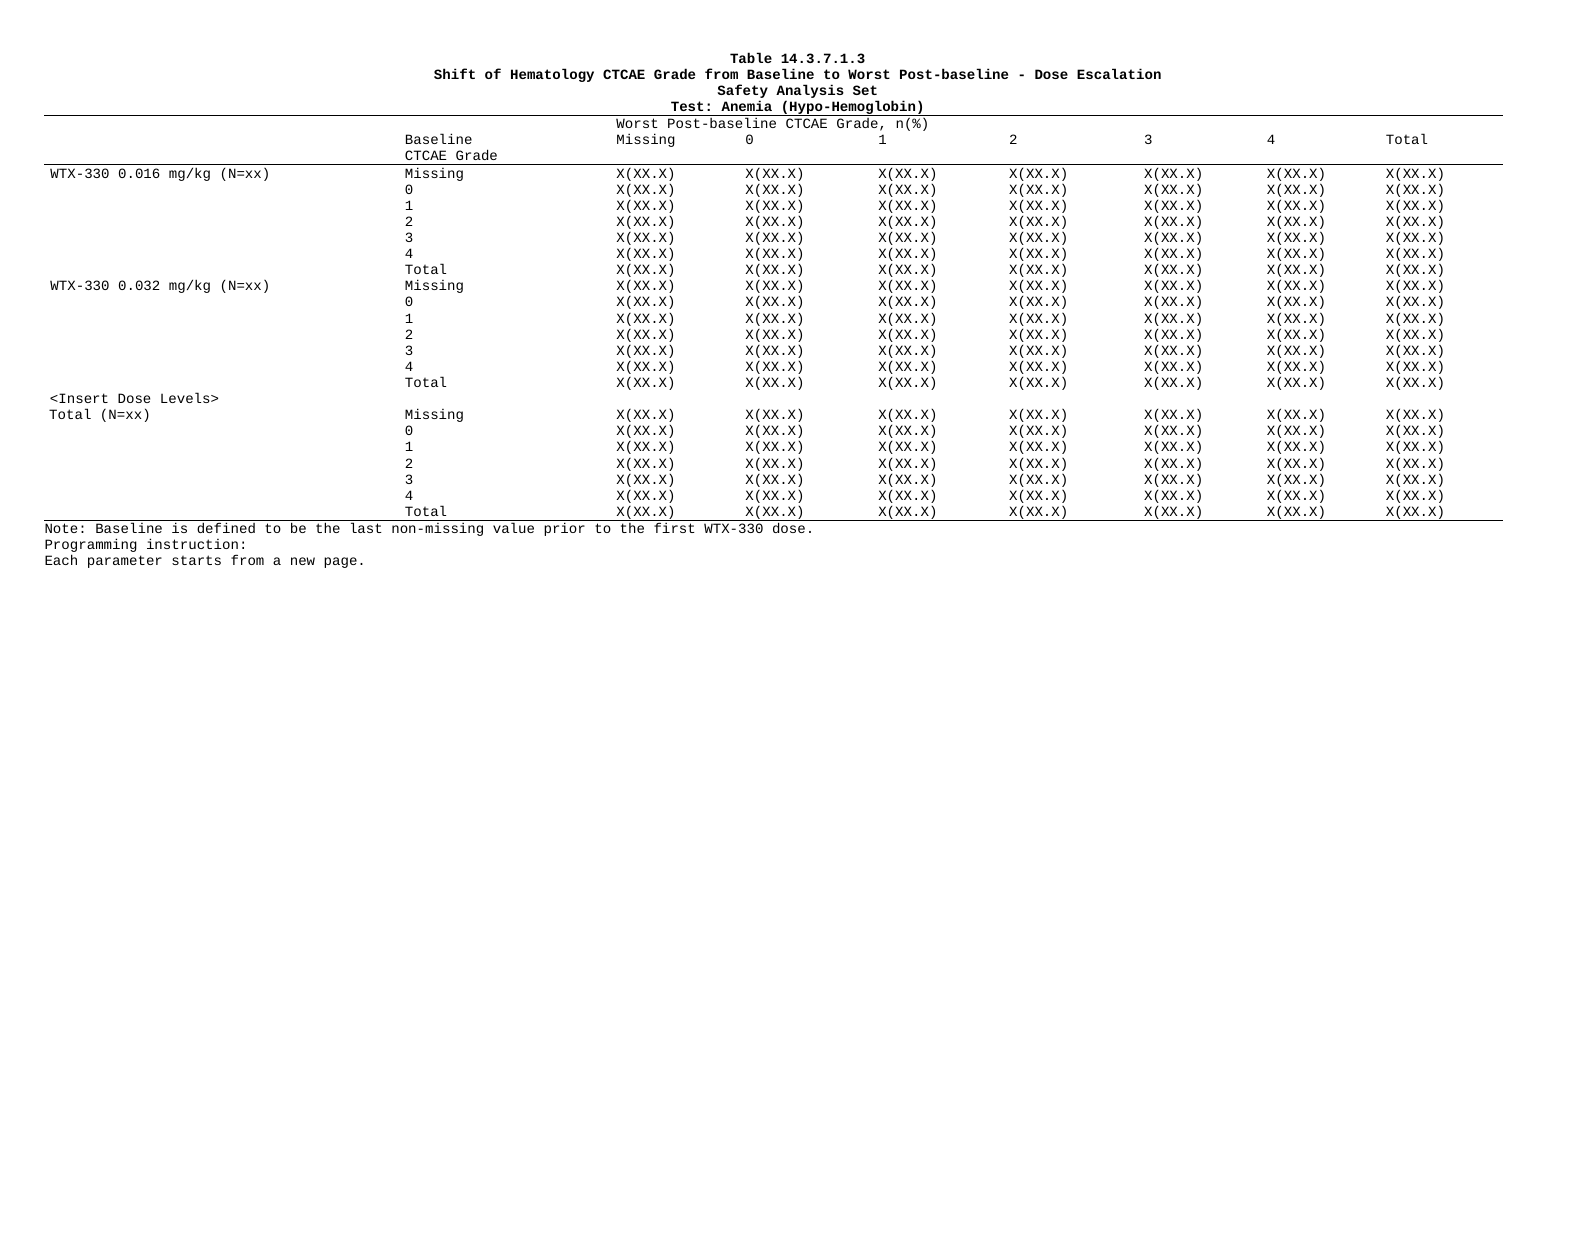 Table 14.3.7.1.3
Shift of Hematology CTCAE Grade from Baseline to Worst Post-baseline - Dose Escalation
Safety Analysis Set
Test: Anemia (Hypo-Hemoglobin)
Worst Post-baseline CTCAE Grade, n(%)
Baseline Missing 0 1 2 3 4 Total
CTCAE Grade
WTX-330 0.016 mg/kg (N=xx) Missing X(XX.X) X(XX.X) X(XX.X) X(XX.X) X(XX.X) X(XX.X) X(XX.X)
0 X(XX.X) X(XX.X) X(XX.X) X(XX.X) X(XX.X) X(XX.X) X(XX.X)
1 X(XX.X) X(XX.X) X(XX.X) X(XX.X) X(XX.X) X(XX.X) X(XX.X)
2 X(XX.X) X(XX.X) X(XX.X) X(XX.X) X(XX.X) X(XX.X) X(XX.X)
3 X(XX.X) X(XX.X) X(XX.X) X(XX.X) X(XX.X) X(XX.X) X(XX.X)
4 X(XX.X) X(XX.X) X(XX.X) X(XX.X) X(XX.X) X(XX.X) X(XX.X)
Total X(XX.X) X(XX.X) X(XX.X) X(XX.X) X(XX.X) X(XX.X) X(XX.X)
WTX-330 0.032 mg/kg (N=xx) Missing X(XX.X) X(XX.X) X(XX.X) X(XX.X) X(XX.X) X(XX.X) X(XX.X)
0 X(XX.X) X(XX.X) X(XX.X) X(XX.X) X(XX.X) X(XX.X) X(XX.X)
1 X(XX.X) X(XX.X) X(XX.X) X(XX.X) X(XX.X) X(XX.X) X(XX.X)
2 X(XX.X) X(XX.X) X(XX.X) X(XX.X) X(XX.X) X(XX.X) X(XX.X)
3 X(XX.X) X(XX.X) X(XX.X) X(XX.X) X(XX.X) X(XX.X) X(XX.X)
4 X(XX.X) X(XX.X) X(XX.X) X(XX.X) X(XX.X) X(XX.X) X(XX.X)
Total X(XX.X) X(XX.X) X(XX.X) X(XX.X) X(XX.X) X(XX.X) X(XX.X)
<Insert Dose Levels>
Total (N=xx) Missing X(XX.X) X(XX.X) X(XX.X) X(XX.X) X(XX.X) X(XX.X) X(XX.X)
0 X(XX.X) X(XX.X) X(XX.X) X(XX.X) X(XX.X) X(XX.X) X(XX.X)
1 X(XX.X) X(XX.X) X(XX.X) X(XX.X) X(XX.X) X(XX.X) X(XX.X)
2 X(XX.X) X(XX.X) X(XX.X) X(XX.X) X(XX.X) X(XX.X) X(XX.X)
3 X(XX.X) X(XX.X) X(XX.X) X(XX.X) X(XX.X) X(XX.X) X(XX.X)
4 X(XX.X) X(XX.X) X(XX.X) X(XX.X) X(XX.X) X(XX.X) X(XX.X)
Total X(XX.X) X(XX.X) X(XX.X) X(XX.X) X(XX.X) X(XX.X) X(XX.X)
Note: Baseline is defined to be the last non-missing value prior to the first WTX-330 dose.
Programming instruction:
Each parameter starts from a new page.